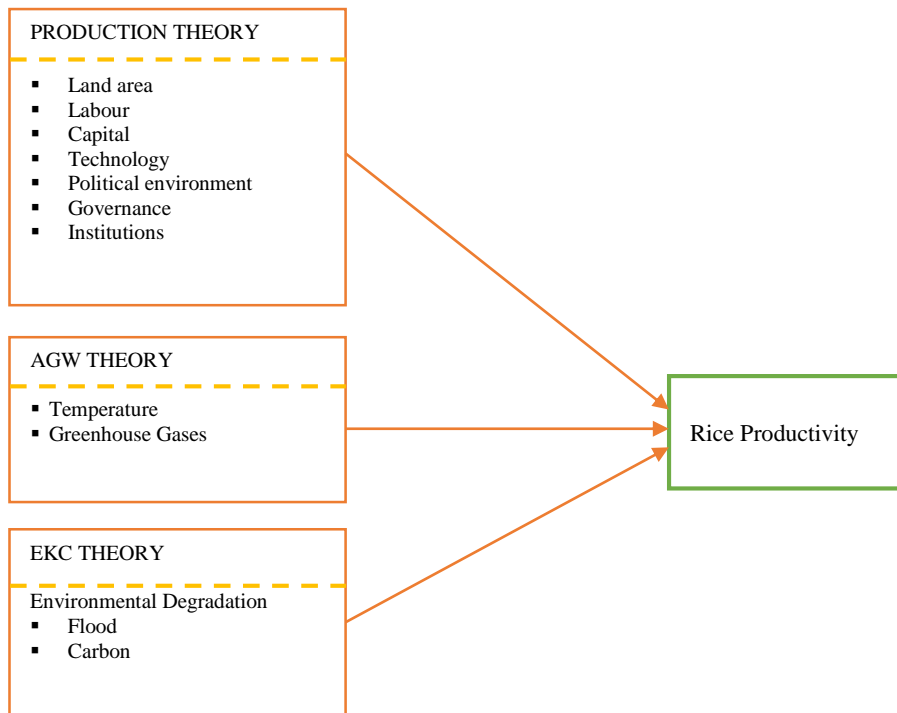 PRODUCTION THEORY
▪ Land area
▪ Labour
▪ Capital
▪ Technology
▪ Political environment
▪ Governance
▪ Institutions
AGW THEORY
▪ Temperature
▪ Greenhouse Gases
Rice Productivity
EKC THEORY
Environmental Degradation
▪ Flood
▪ Carbon